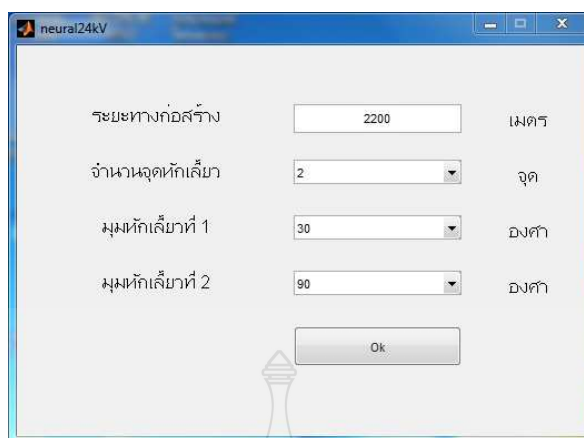 neural24kV
ระยะทางก่อสร้าง 2200 เมตร
จำนวนจุดหักเลี้ยว 2 จุด
มุมหักเลี้ยวที่ 1 30 องศา
มุมหักเลี้ยวที่ 2 90 องศา
Ok